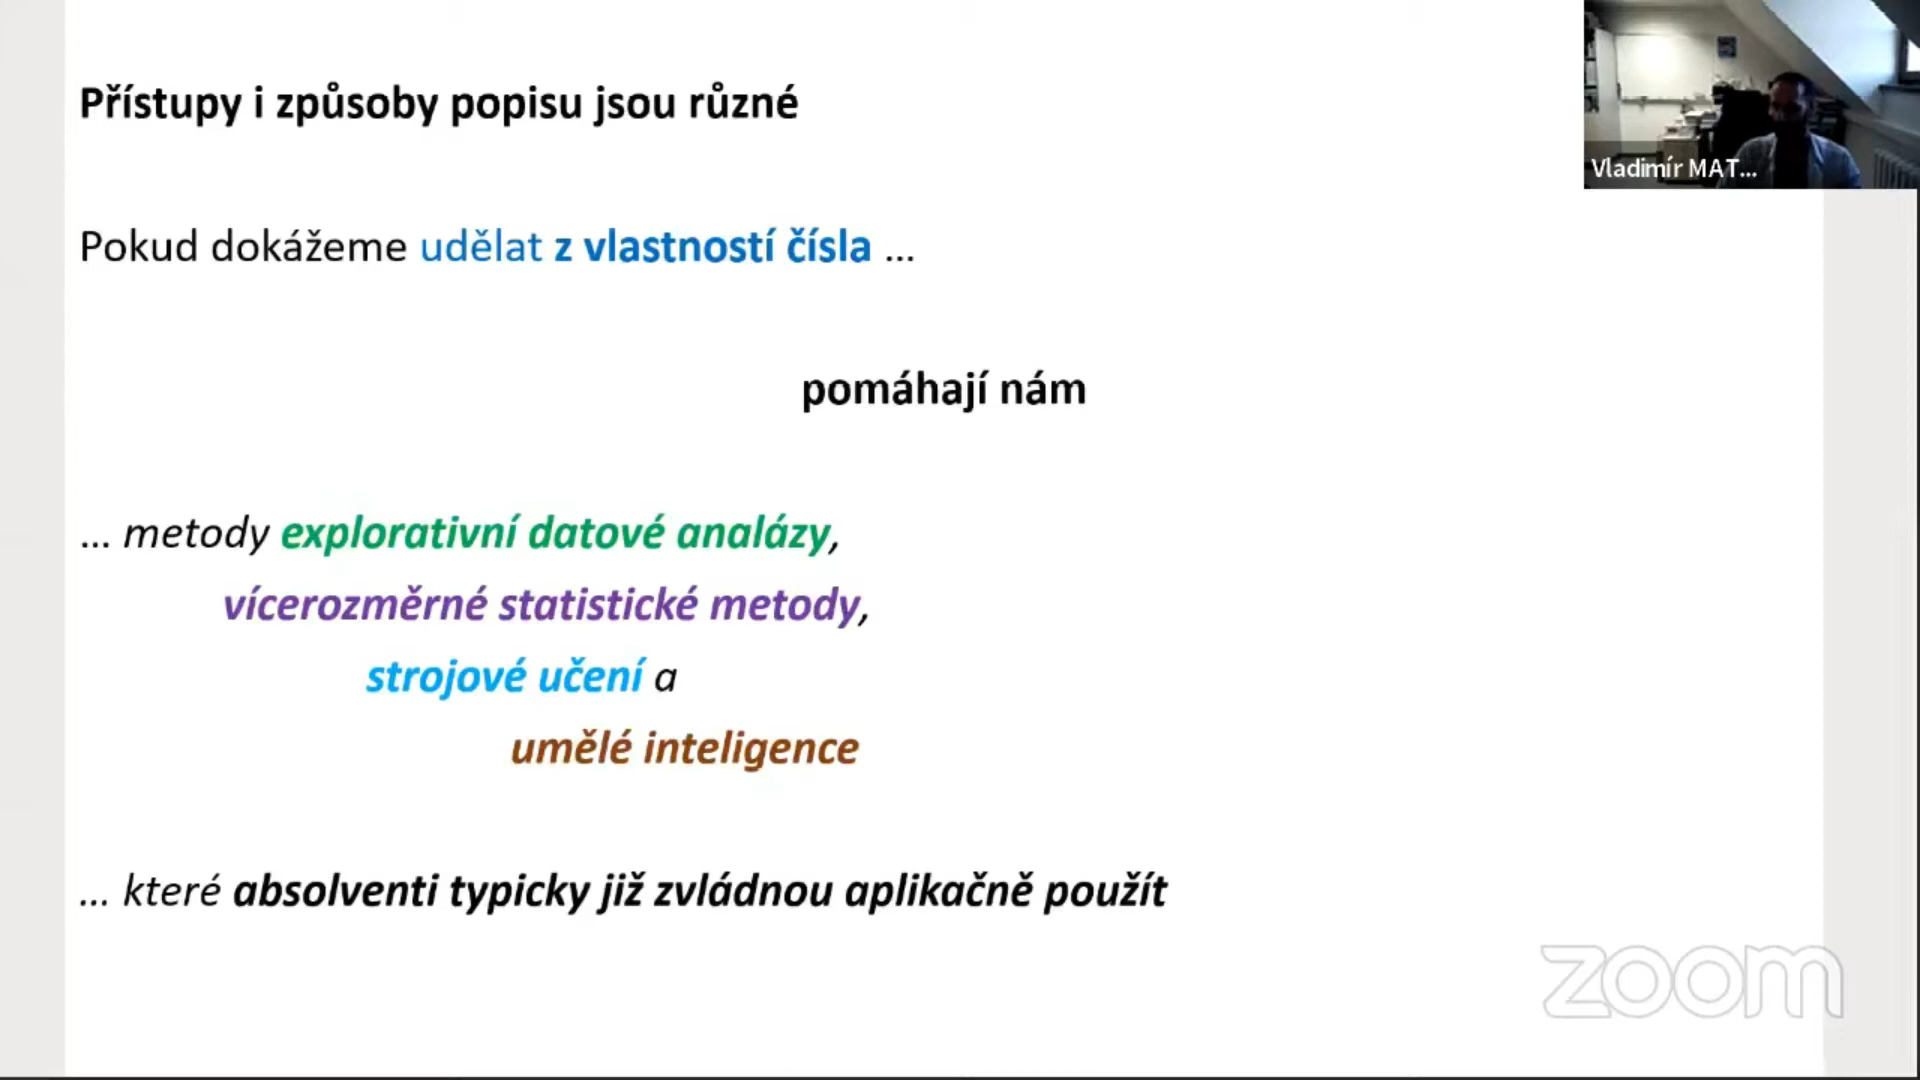 Přístupy i způsoby popisu jsou různé
Vladimír MAT...
Pokud dokážeme udělat z vlastností čísla ...
pomáhají nám
... metody explorativní datové analázy,
vícerozměrné statistické metody,
strojové učení a
umělé inteligence
... které absolventi typicky již zvládnou aplikačně použít
zoom